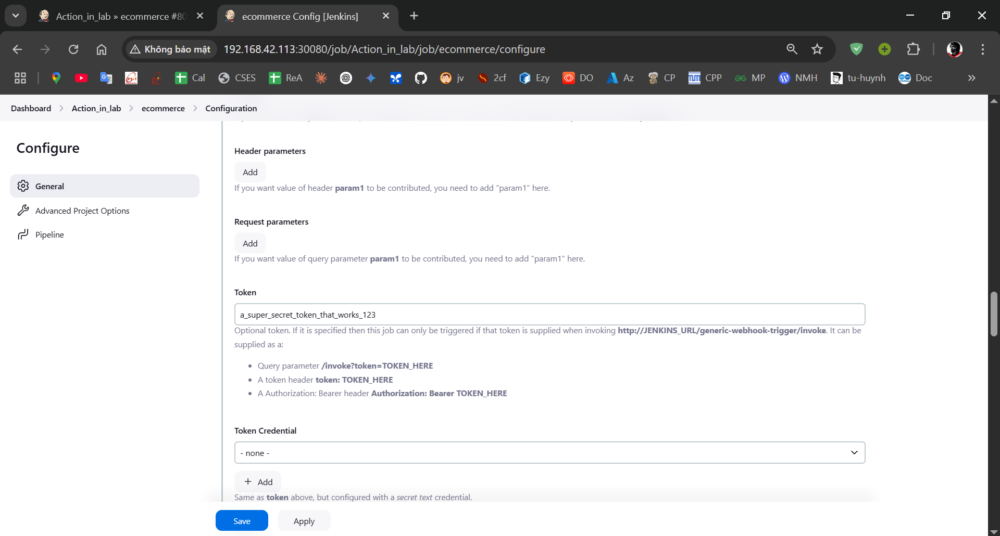 Action_in_lab » ecommerce #80
ecommerce Config [Jenkins]
Không bảo mật
192.168.42.113:30080/job/Action_in_lab/job/ecommerce/configure
Cal
CSES
ReA
jv
2cf
Ezy
DO
Az
CP
CPP
MP
NMH
tu-huynh
Doc
Dashboard
Action_in_lab
ecommerce
Configuration
Configure
General
Advanced Project Options
Pipeline
Header parameters
Add
If you want value of header param1 to be contributed, you need to add "param1" here.
Request parameters
Add
If you want value of query parameter param1 to be contributed, you need to add "param1" here.
Token
a_super_secret_token_that_works_123
Optional token. If it is specified then this job can only be triggered if that token is supplied when invoking http://JENKINS_URL/generic-webhook-trigger/invoke. It can be
supplied as a:
• Query parameter /invoke?token=TOKEN_HERE
• A token header token: TOKEN_HERE
• A Authorization: Bearer header Authorization: Bearer TOKEN_HERE
Token Credential
- none -
+ Add
Same as token above, but configured with a secret text credential.
Save
Apply